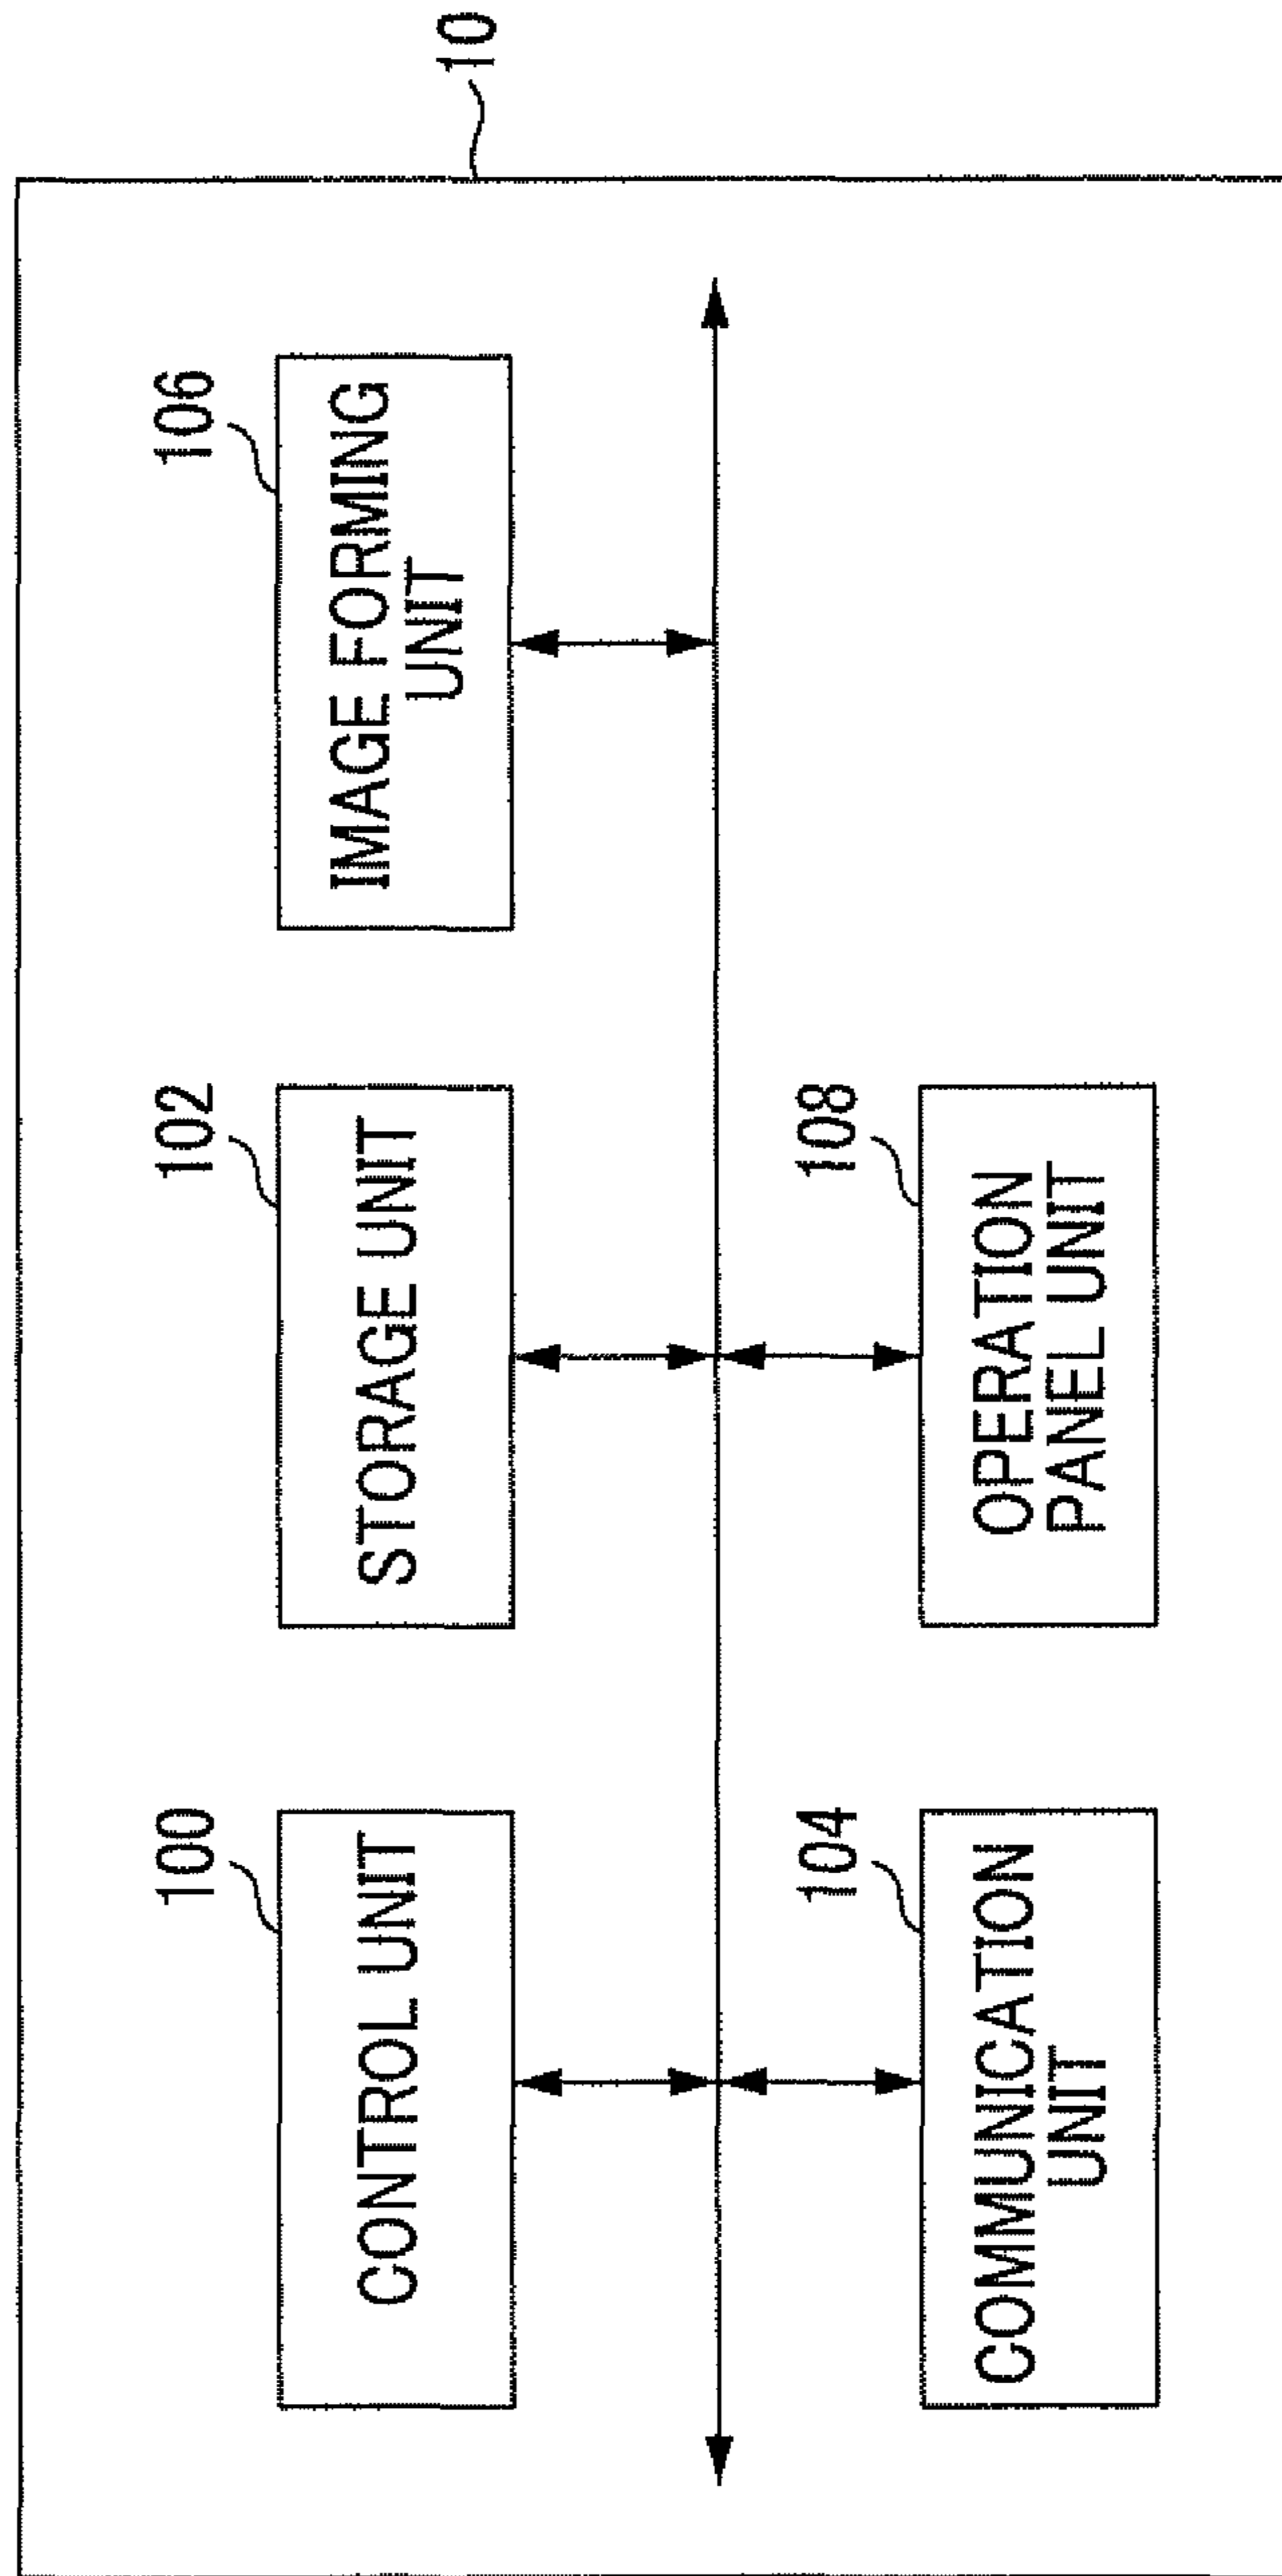 10
100
CONTROL UNIT
102
STORAGE UNIT
106
IMAGE FORMING
UNIT
104
COMMUNICATION
UNIT
108
OPERATION
PANEL UNIT